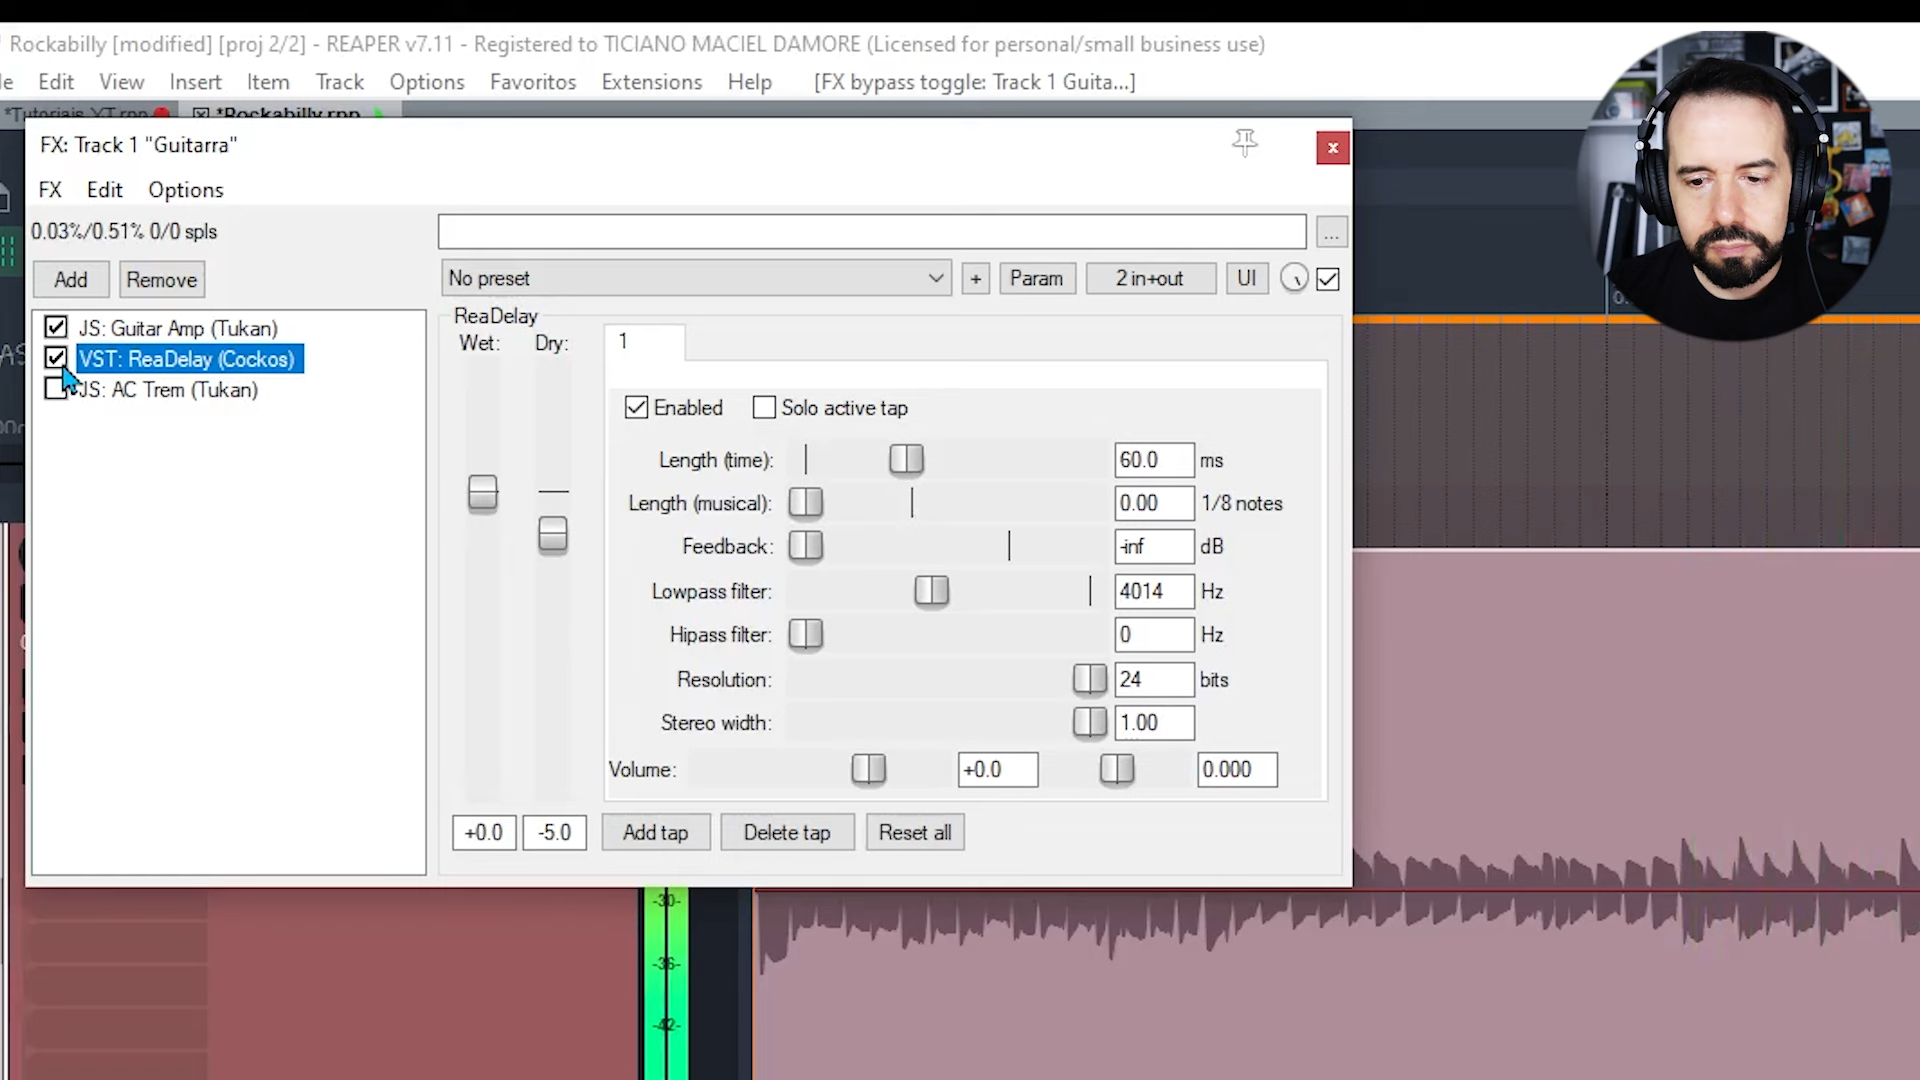 Rockabilly [modified] [proj 2/2] - REAPER v7.11 - Registered to TICIANO MACIEL DAMORE (Licensed for personal/small business use)
Edit View Insert Item Track Options Favoritos Extensions Help [FX bypass toggle: Track 1 Guita...]
*Tutoriais YT.rpp *Rockabilly.rpp
FX: Track 1 "Guitarra"
x
FX Edit Options
0.03%/0.51% 0/0 spls
...
Add Remove
No preset + Param 2 in+out UI
JS: Guitar Amp (Tukan)
VST: ReaDelay (Cockos)
JS: AC Trem (Tukan)
ReaDelay
Wet: Dry: 1
Enabled Solo active tap
Length (time): 60.0 ms
Length (musical): 0.00 1/8 notes
Feedback: -inf dB
Lowpass filter: 4014 Hz
Hipass filter: 0 Hz
Resolution: 24 bits
Stereo width: 1.00
Volume: +0.0 0.000
+0.0 -5.0 Add tap Delete tap Reset all
-30-
-36-
-42-